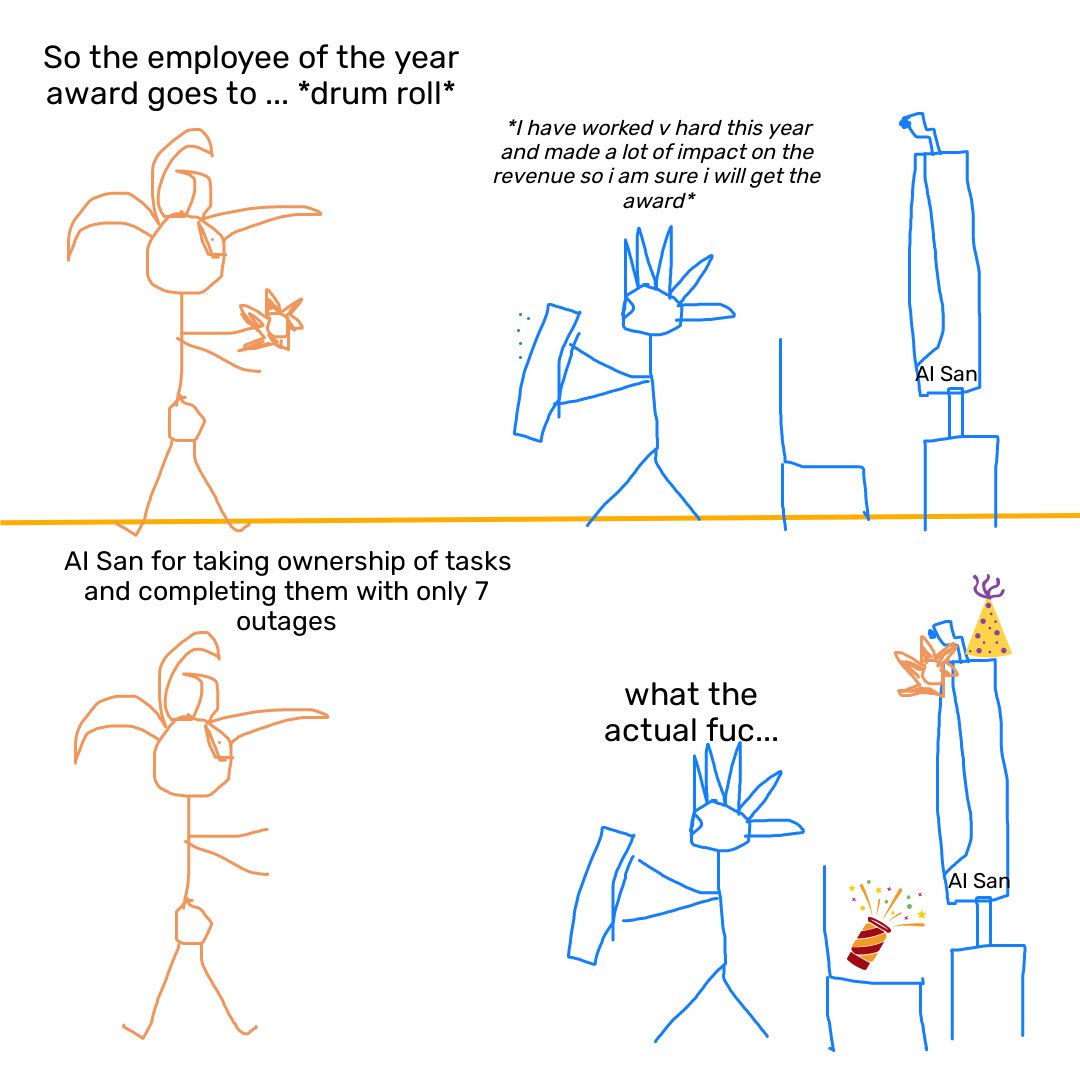 So the employee of the year
award goes to ... *drum roll*
*I have worked v hard this year
and made a lot of impact on the
revenue so i am sure i will get the
award*
AI San
AI San for taking ownership of tasks
and completing them with only 7
outages
what the
actual fuc...
AI San